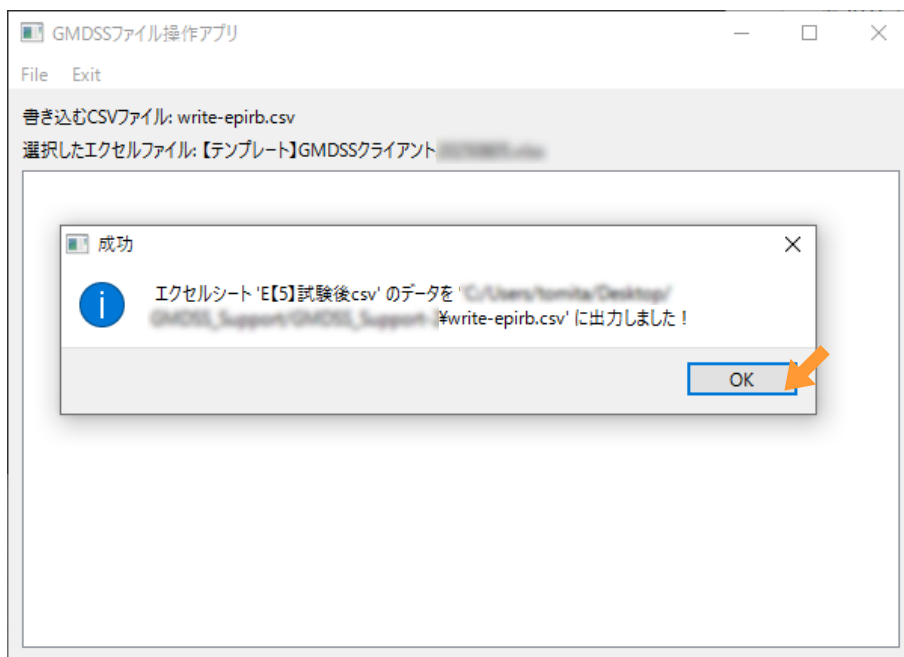 GMDSSファイル操作アプリ
File Exit
書き込むCSVファイル: write-epirb.csv
選択したエクセルファイル:【テンプレート】GMDSSクライアント
成功
エクセルシート 'E【5】試験後csv' のデータを '
¥write-epirb.csv' に出力しました！
OK